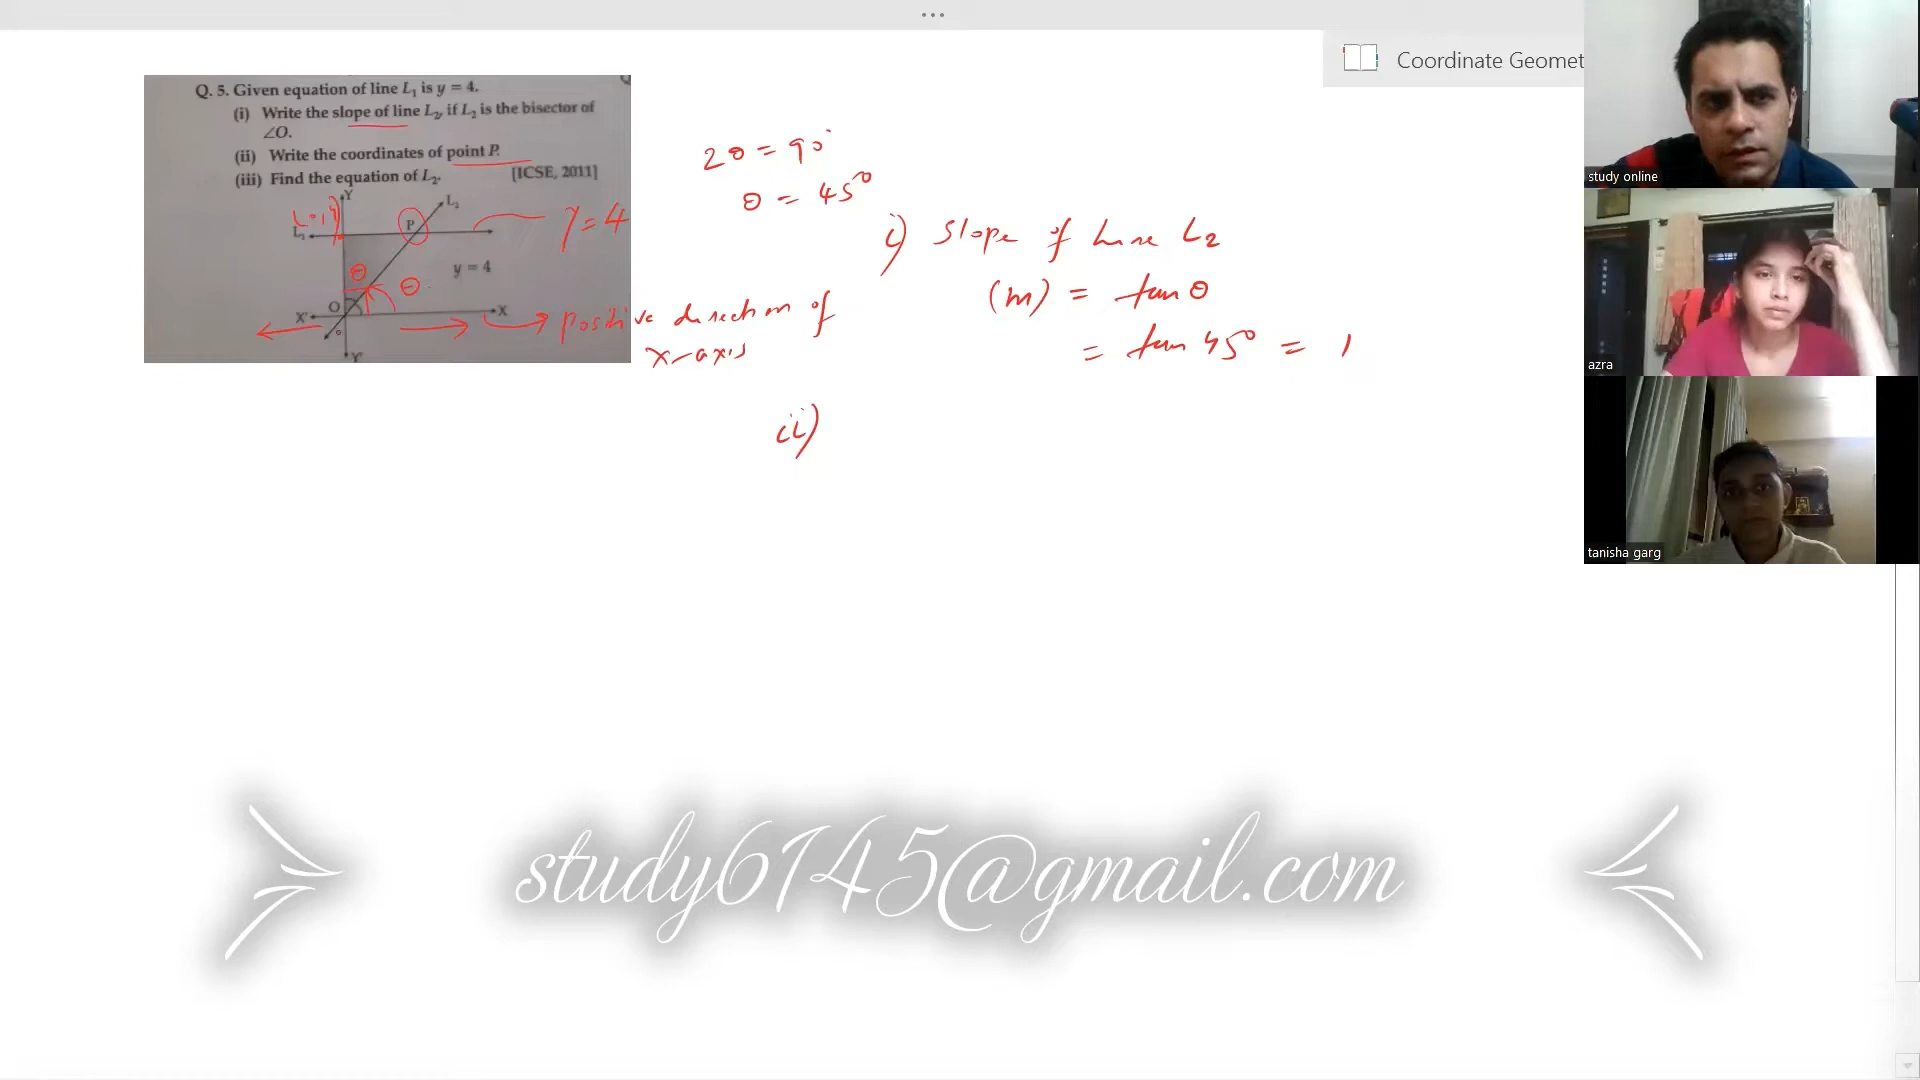 Coordinate Geomet
Q. 5. Given equation of line L₁ is y = 4.
(i) Write the slope of line L₂, if L₂ is the bisector of
∠O.
(ii) Write the coordinates of point P.
(iii) Find the equation of L₂. [ICSE, 2011]
Y
L₂
L₁
P
y = 4
θ
θ
y = 4
O
X'
X
Y'
positive direction of
x-axis
2θ = 90°
θ = 45°
i) Slope of line L₂
(m) = tan θ
= tan 45° = 1
ii)
study online
azra
tanisha garg
study6145@gmail.com